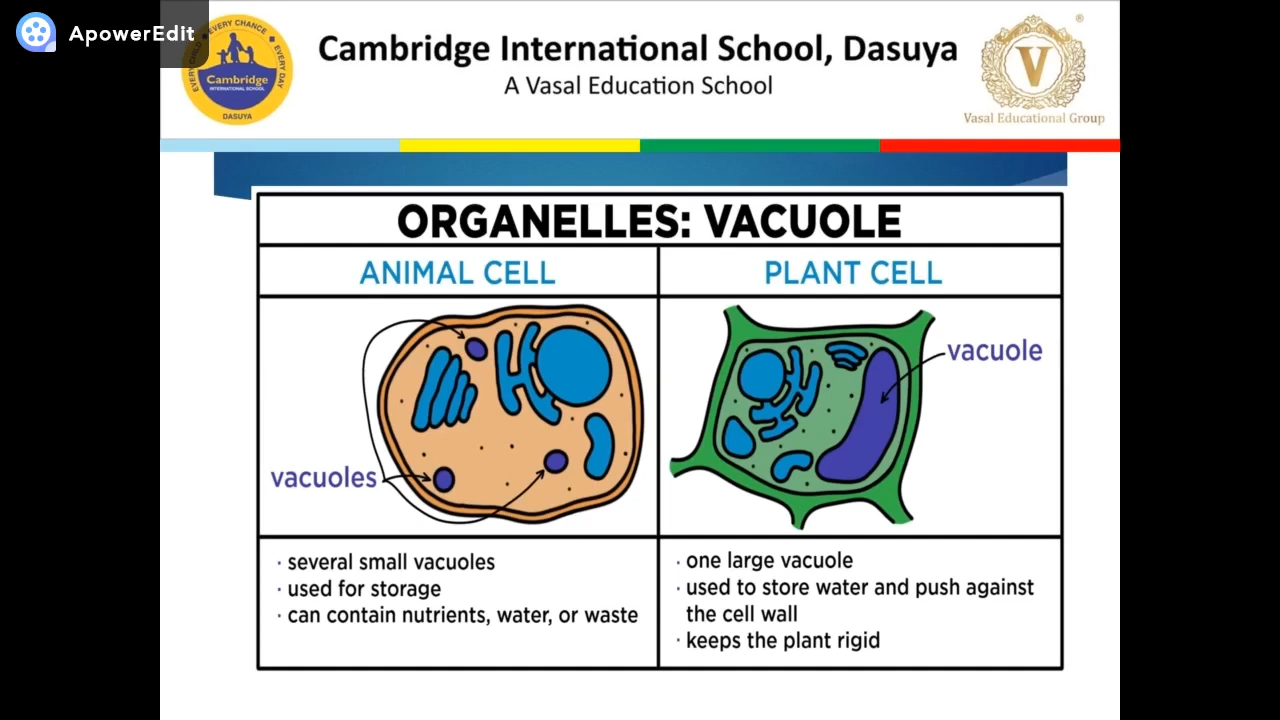 ApowerEdit
EVERY CHILD • EVERY CHANCE • EVERY DAY
Cambridge
INTERNATIONAL SCHOOL
DASUYA
Cambridge International School, Dasuya
A Vasal Education School
V
®
Vasal Educational Group
ORGANELLES: VACUOLE
ANIMAL CELL
PLANT CELL
vacuoles
vacuole
· several small vacuoles
· used for storage
· can contain nutrients, water, or waste
· one large vacuole
· used to store water and push against
the cell wall
· keeps the plant rigid